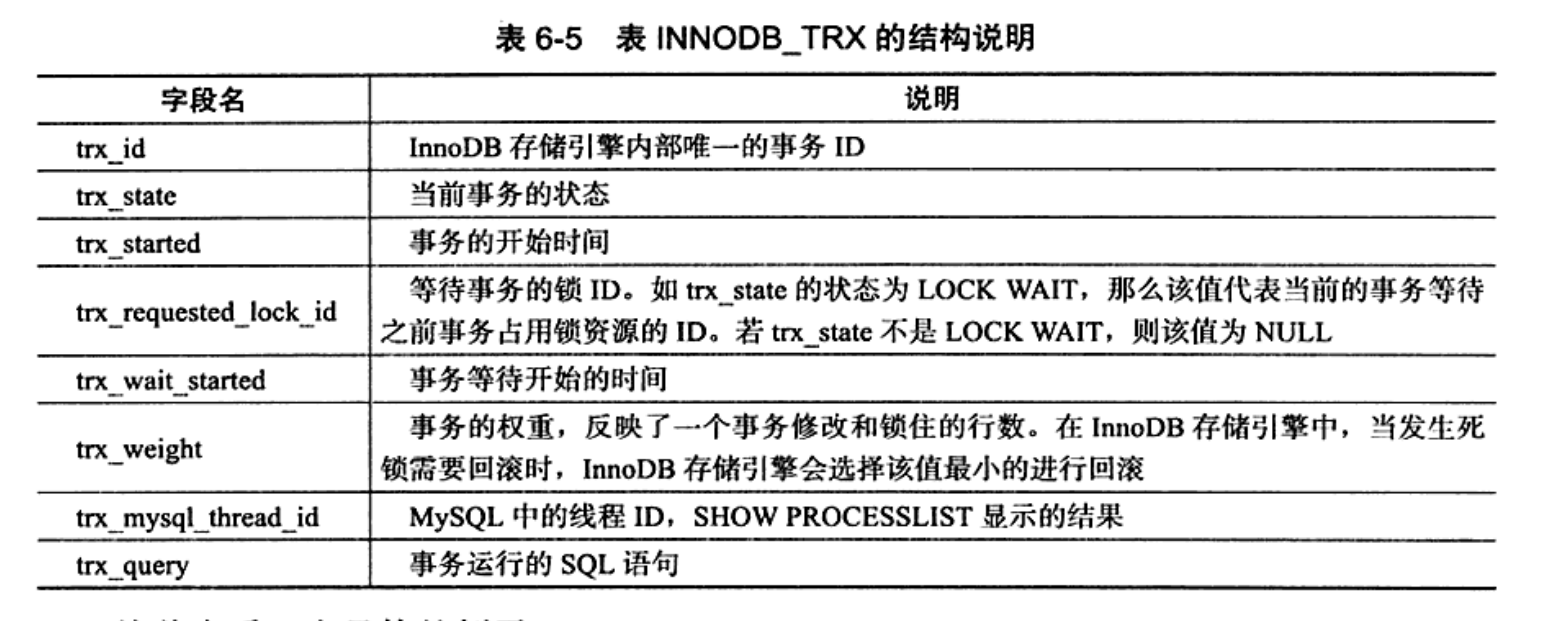 表 6-5 表 INNODB_TRX 的结构说明
字段名 说明
trx_id InnoDB 存储引擎内部唯一的事务 ID
trx_state 当前事务的状态
trx_started 事务的开始时间
trx_requested_lock_id 等待事务的锁 ID。如 trx_state 的状态为 LOCK WAIT，那么该值代表当前的事务等待
之前事务占用锁资源的 ID。若 trx_state 不是 LOCK WAIT，则该值为 NULL
trx_wait_started 事务等待开始的时间
trx_weight 事务的权重，反映了一个事务修改和锁住的行数。在 InnoDB 存储引擎中，当发生死
锁需要回滚时，InnoDB 存储引擎会选择该值最小的进行回滚
trx_mysql_thread_id MySQL 中的线程 ID，SHOW PROCESSLIST 显示的结果
trx_query 事务运行的 SQL 语句